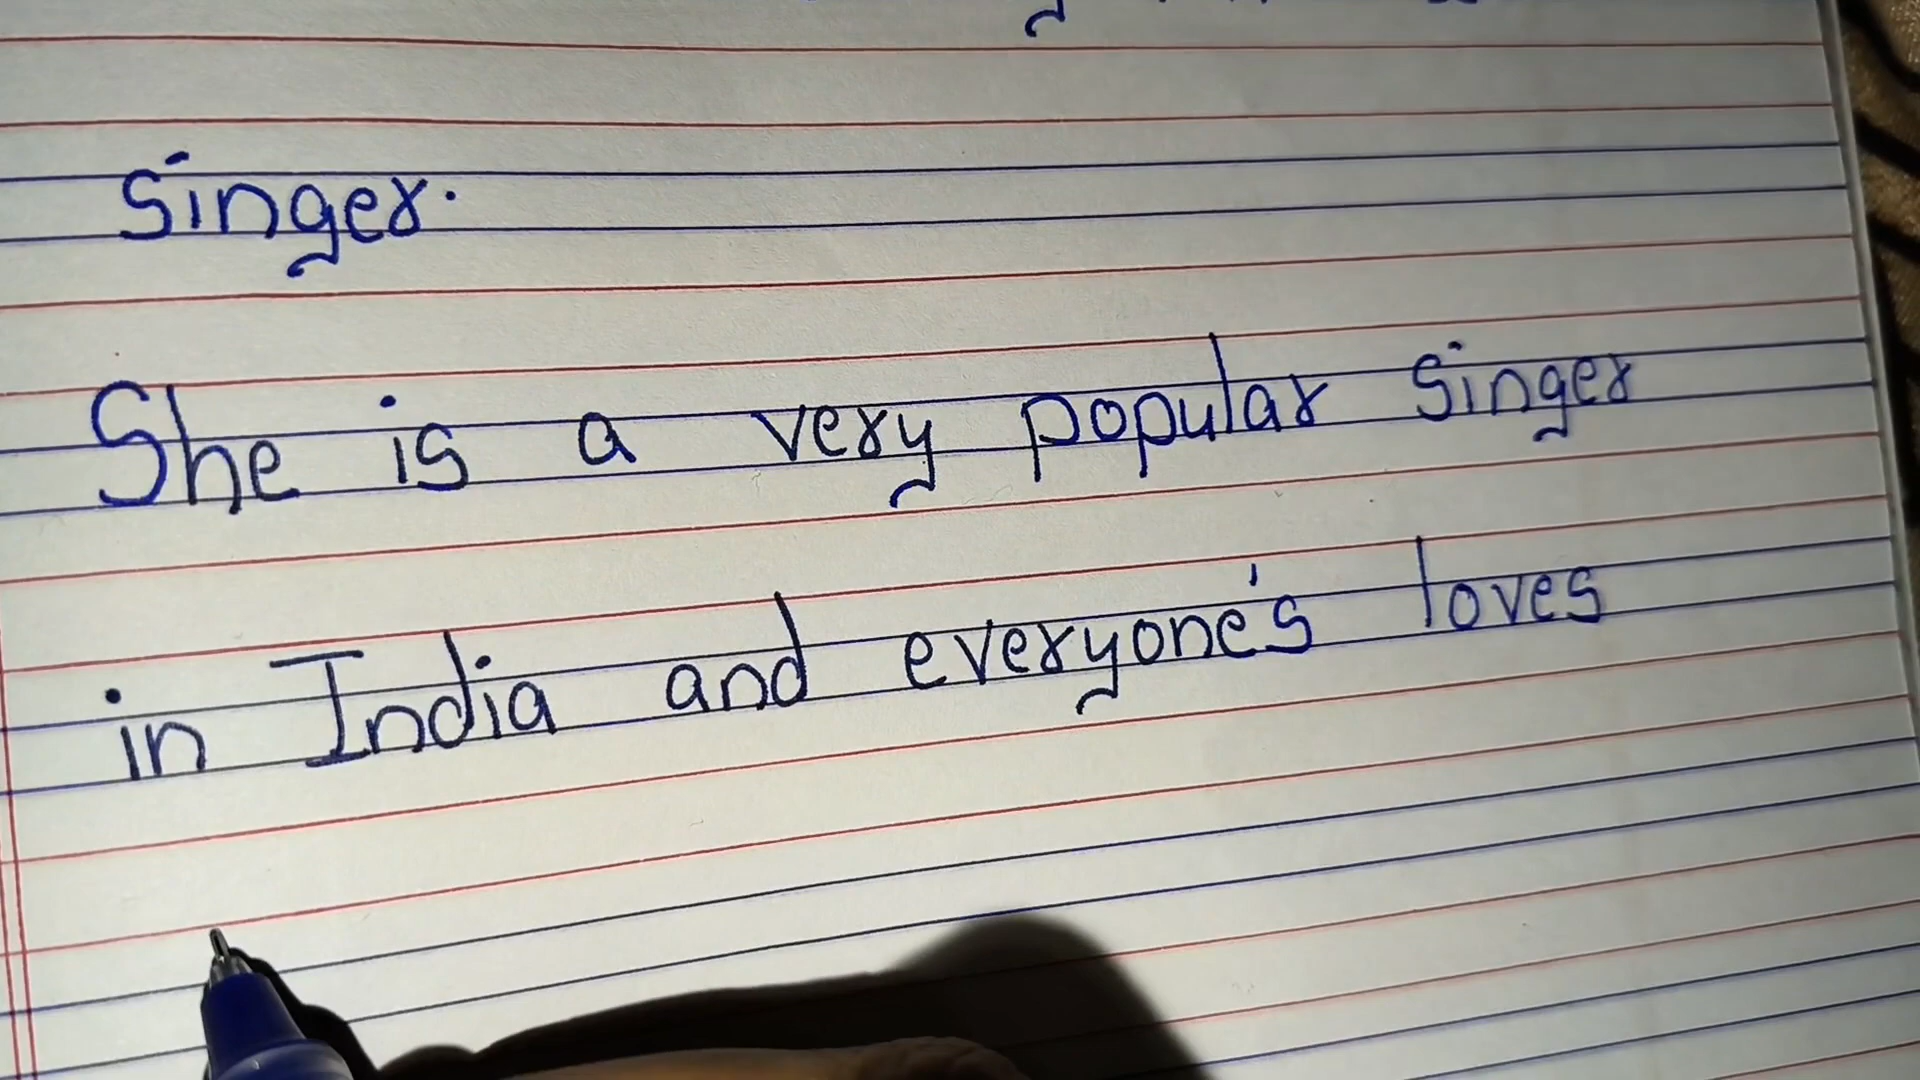 Singer.
She is a very popular singer
in India and everyone's loves